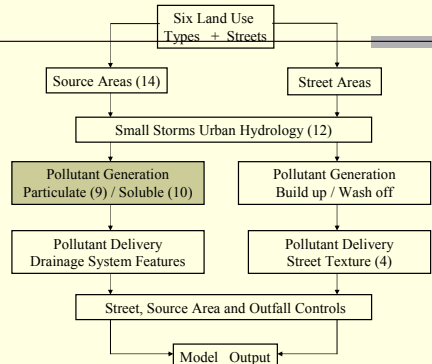 Six Land Use
Types + Streets
Source Areas (14)
Street Areas
Small Storms Urban Hydrology (12)
Pollutant Generation
Particulate (9) / Soluble (10)
Pollutant Generation
Build up / Wash off
Pollutant Delivery
Drainage System Features
Pollutant Delivery
Street Texture (4)
Street, Source Area and Outfall Controls
Model Output